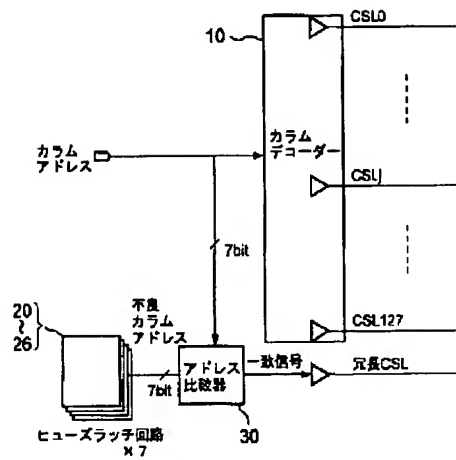 CSL0
10
カラム
デコーダー
カラム
アドレス
CSLj
7bit
20
~
26
不良
カラム
アドレス
CSL127
7bit
アドレス
比較器
一致信号
冗長CSL
30
ヒューズラッチ回路
×7